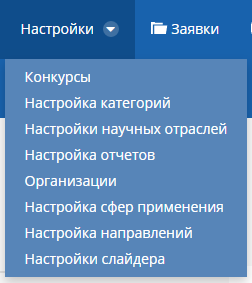 Настройки Заявки
Конкурсы
Настройка категорий
Настройки научных отраслей
Настройка отчетов
Организации
Настройка сфер применения
Настройка направлений
Настройки слайдера